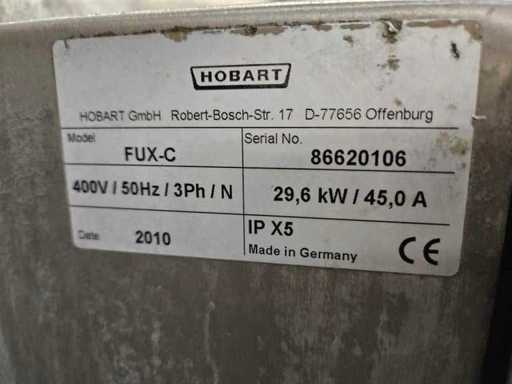 HOBART
HOBART GmbH Robert-Bosch-Str. 17 D-77656 Offenburg
Model FUX-C
Serial No. 86620106
400V / 50Hz / 3Ph / N
29,6 kW / 45,0 A
Date 2010
IP X5
Made in Germany CE